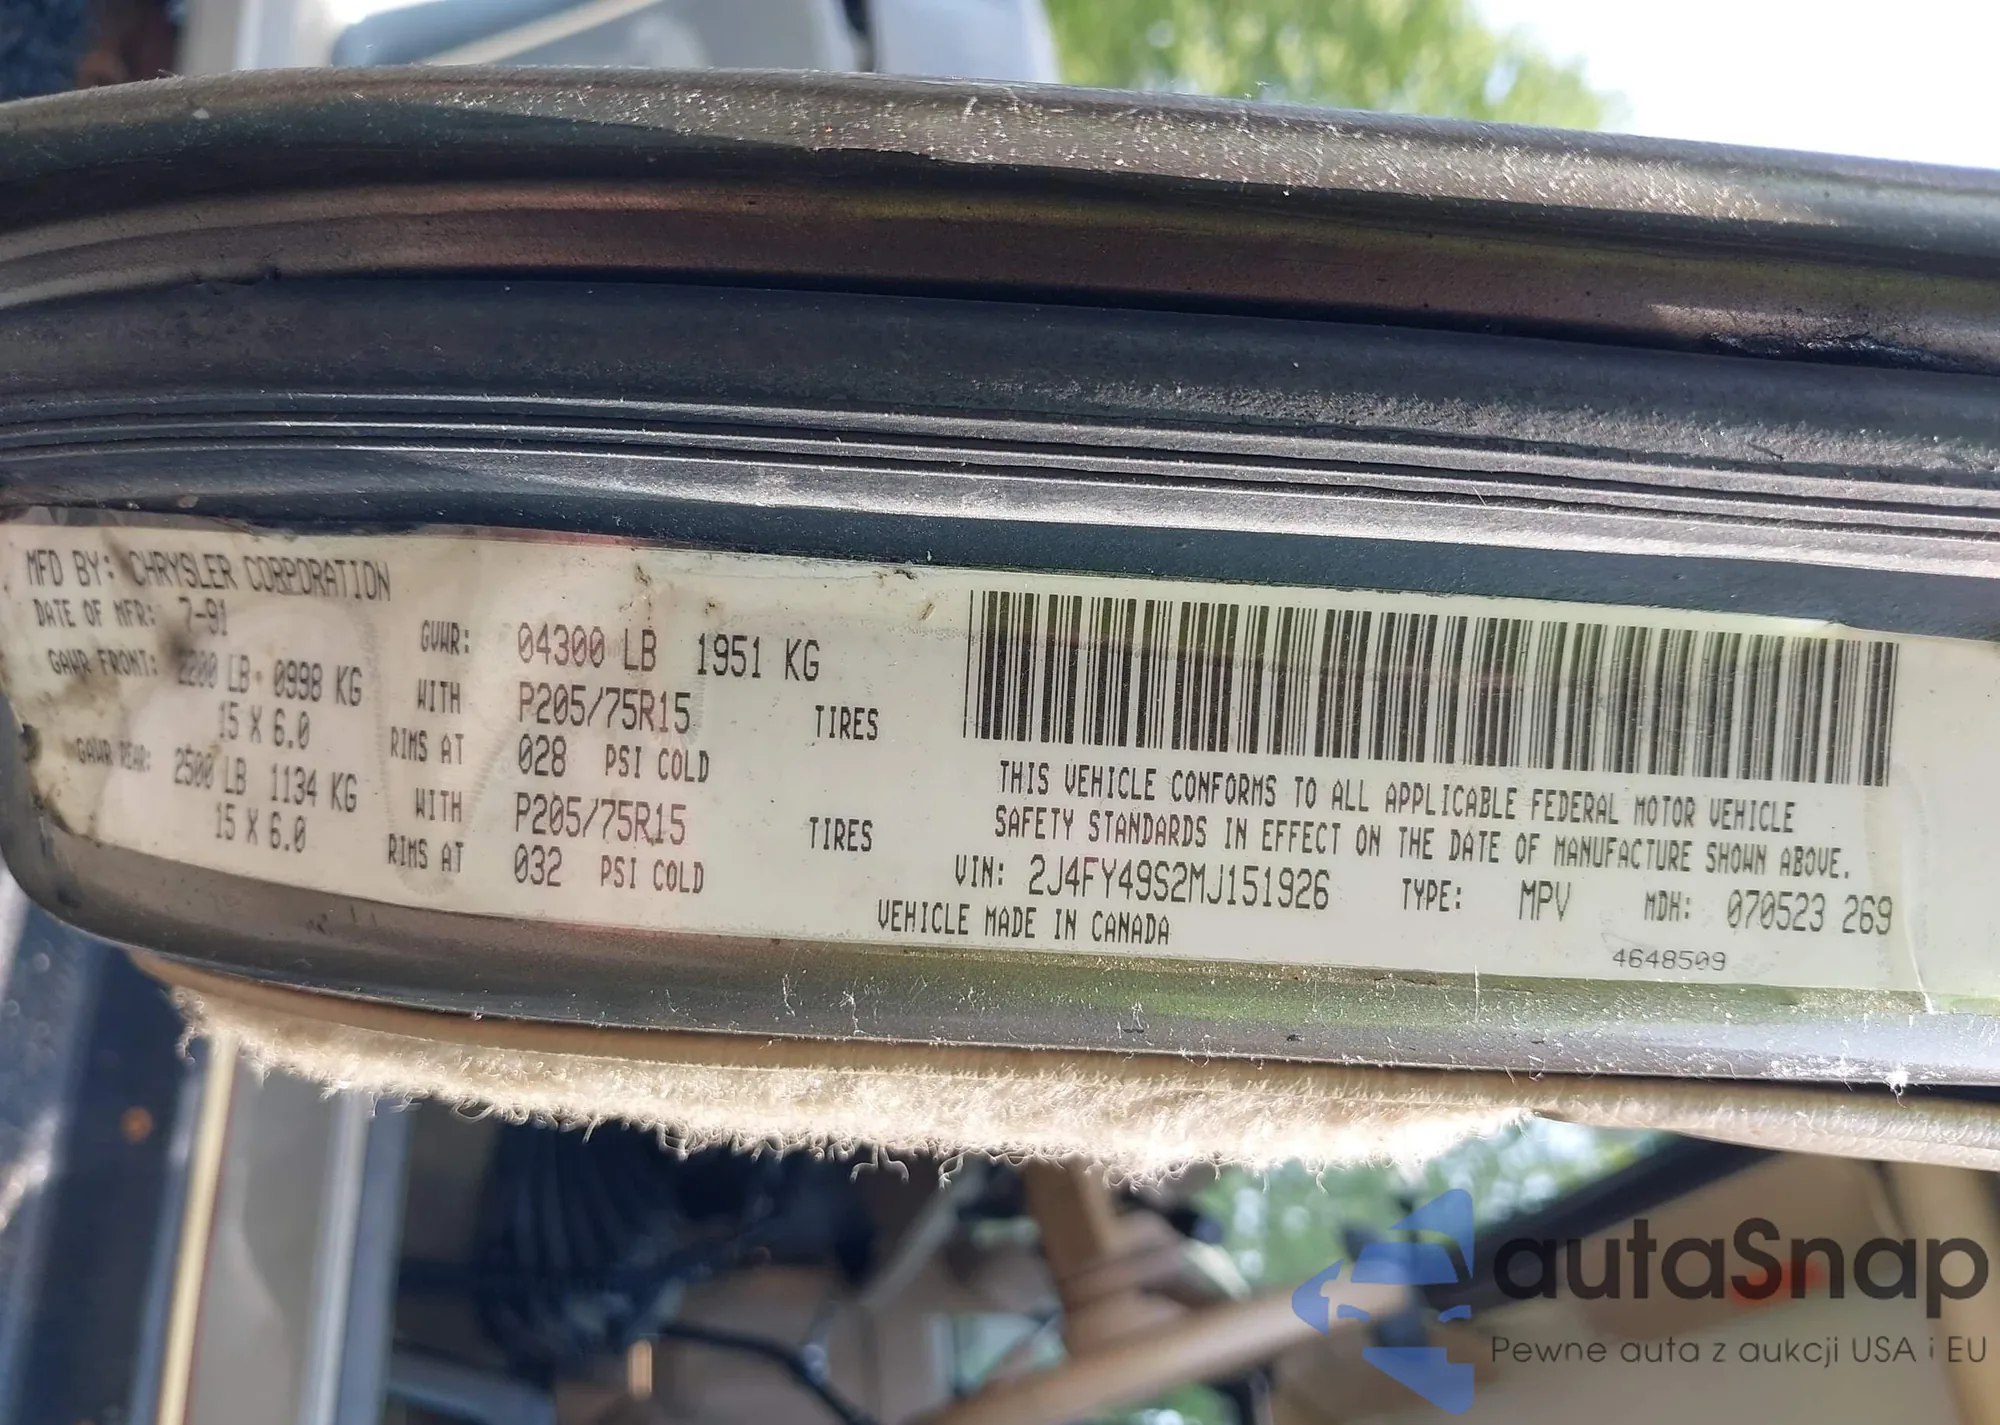 MFD BY: CHRYSLER CORPORATION
DATE OF MFR: 7-91
GVWR: 04300 LB 1951 KG
GAWR FRONT: 2200 LB 0998 KG WITH P205/75R15 TIRES
15 X 6.0 RIMS AT 028 PSI COLD
GAWR REAR: 2500 LB 1134 KG WITH P205/75R15 TIRES
15 X 6.0 RIMS AT 032 PSI COLD
THIS VEHICLE CONFORMS TO ALL APPLICABLE FEDERAL MOTOR VEHICLE
SAFETY STANDARDS IN EFFECT ON THE DATE OF MANUFACTURE SHOWN ABOVE.
VIN: 2J4FY49S2MJ151926 TYPE: MPV MDH: 070523 269
VEHICLE MADE IN CANADA
4648509
autaSnap
Pewne auta z aukcji USA i EU